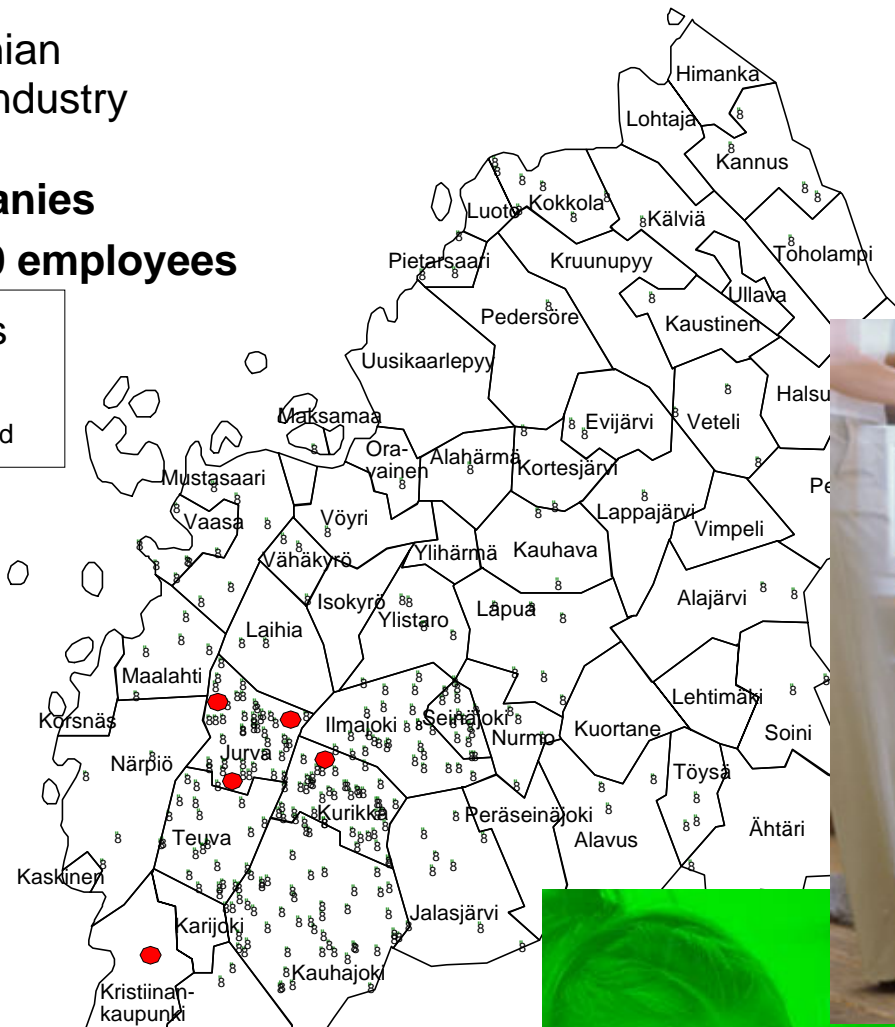 nian
ndustry
anies
0 employees
s
d
Himanka
Lohtaja
Kannus
Luoto
Kokkola
Kälviä
Toholampi
Pietarsaari
Kruunupyy
Ullava
Pedersöre
Kaustinen
Uusikaarlepyy
Halsu
Maksamaa
Evijärvi
Veteli
Ora-
vainen
Alahärmä
Kortesjärvi
Mustasaari
Pe
Vaasa
Vöyri
Lappajärvi
Vimpeli
Vähäkyrö
Ylihärmä
Kauhava
Isokyrö
Ylistaro
Lapua
Alajärvi
Laihia
Maalahti
Lehtimäki
Korsnäs
Ilmajoki
Seinäjoki
Nurmo
Kuortane
Soini
Närpiö
Jurva
Töysä
Kurikka
Peräseinäjoki
Teuva
Alavus
Ähtäri
Kaskinen
Karijoki
Jalasjärvi
Kauhajoki
Kristiinan-
kaupunki